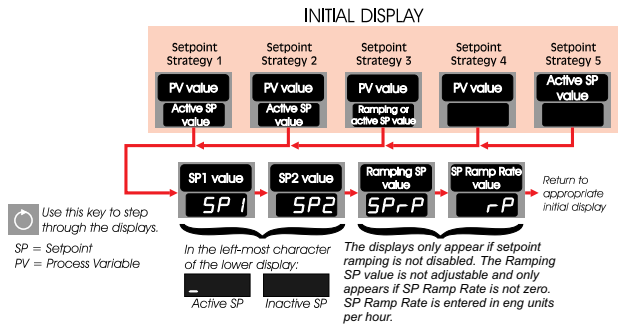 INITIAL DISPLAY
Setpoint
Strategy 1
Setpoint
Strategy 2
Setpoint
Strategy 3
Setpoint
Strategy 4
Setpoint
Strategy 5
PV value
Active SP
value
PV value
Active SP
value
PV value
Ramping or
active SP value
PV value
Active SP
value
SP1 value
SP1
SP2 value
SP2
Ramping SP
value
SPrP
SP Ramp Rate
value
rP
Return to
appropriate
initial display
Use this key to step
through the displays.
SP = Setpoint
PV = Process Variable
In the left-most character
of the lower display:
_
Active SP
Inactive SP
The displays only appear if setpoint
ramping is not disabled. The Ramping
SP value is not adjustable and only
appears if SP Ramp Rate is not zero.
SP Ramp Rate is entered in eng units
per hour.